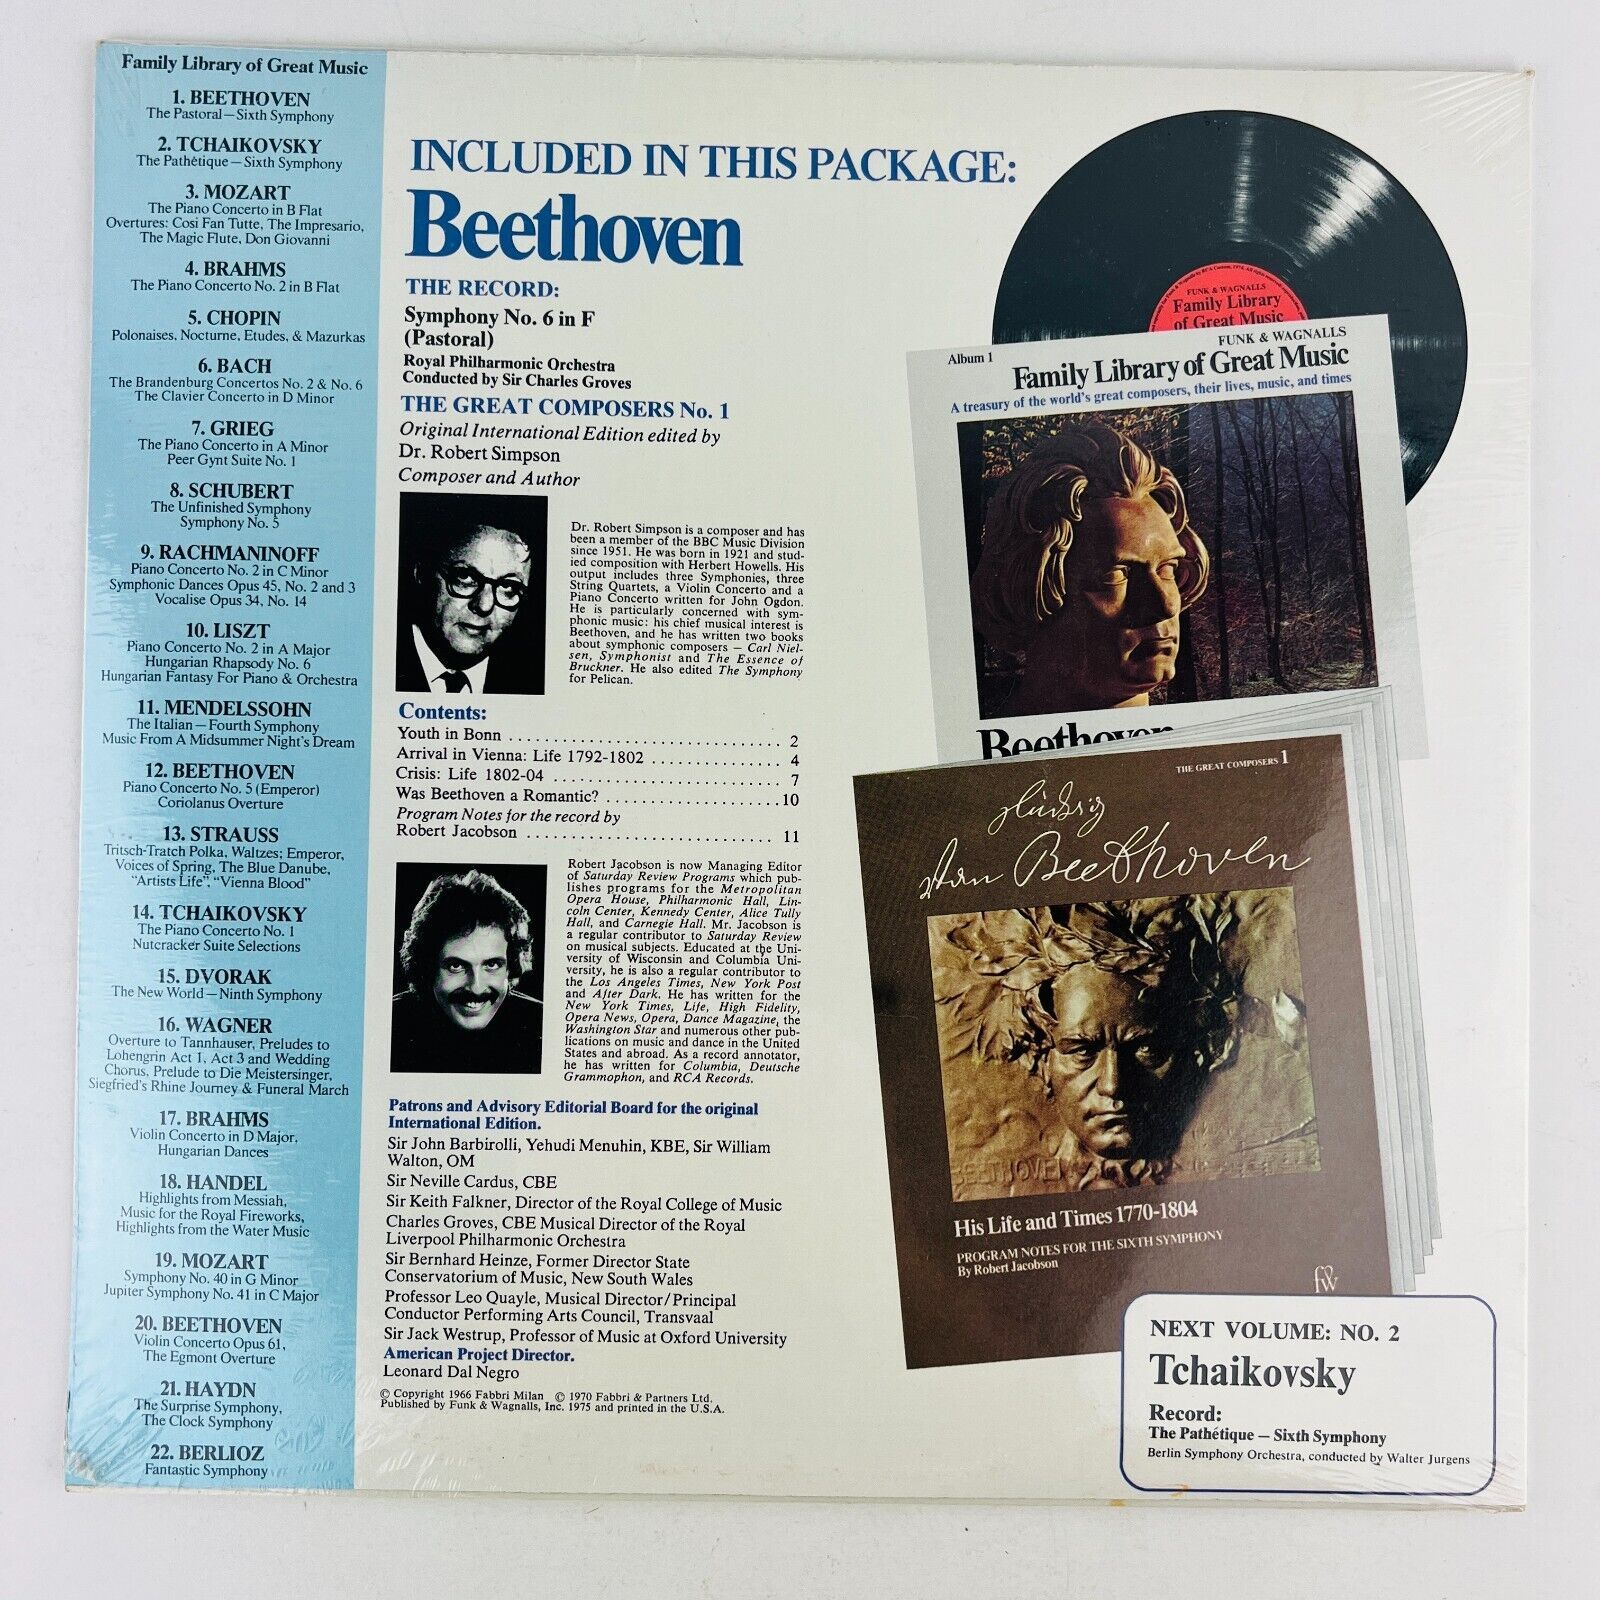 Family Library of Great Music
1. BEETHOVEN
The Pastoral—Sixth Symphony
2. TCHAIKOVSKY
The Pathétique — Sixth Symphony
3. MOZART
The Piano Concerto in B Flat
Overtures: Cosi Fan Tutte, The Impresario,
The Magic Flute, Don Giovanni
4. BRAHMS
The Piano Concerto No. 2 in B Flat
5. CHOPIN
Polonaises, Nocturne, Etudes, & Mazurkas
6. BACH
The Brandenburg Concertos No. 2 & No. 6
The Clavier Concerto in D Minor
7. GRIEG
The Piano Concerto in A Minor
Peer Gynt Suite No. 1
8. SCHUBERT
The Unfinished Symphony
Symphony No. 5
9. RACHMANINOFF
Piano Concerto No. 2 in C Minor
Symphonic Dances Opus 45, No. 2 and 3
Vocalise Opus 34, No. 14
10. LISZT
Piano Concerto No. 2 in A Major
Hungarian Rhapsody No. 6
Hungarian Fantasy For Piano & Orchestra
11. MENDELSSOHN
The Italian — Fourth Symphony
Music From A Midsummer Night's Dream
12. BEETHOVEN
Piano Concerto No. 5 (Emperor)
Coriolanus Overture
13. STRAUSS
Tritsch-Tratch Polka, Waltzes; Emperor,
Voices of Spring, The Blue Danube,
"Artists Life", "Vienna Blood"
14. TCHAIKOVSKY
The Piano Concerto No. 1
Nutcracker Suite Selections
15. DVORAK
The New World — Ninth Symphony
16. WAGNER
Overture to Tannhauser, Preludes to
Lohengrin Act 1, Act 3 and Wedding
Chorus, Prelude to Die Meistersinger,
Siegfried's Rhine Journey & Funeral March
17. BRAHMS
Violin Concerto in D Major,
Hungarian Dances
18. HANDEL
Highlights from Messiah,
Music for the Royal Fireworks,
Highlights from the Water Music
19. MOZART
Symphony No. 40 in G Minor
Jupiter Symphony No. 41 in C Major
20. BEETHOVEN
Violin Concerto Opus 61,
The Egmont Overture
21. HAYDN
The Surprise Symphony,
The Clock Symphony
22. BERLIOZ
Fantastic Symphony
INCLUDED IN THIS PACKAGE:
Beethoven
THE RECORD:
Symphony No. 6 in F
(Pastoral)
Royal Philharmonic Orchestra
Conducted by Sir Charles Groves
THE GREAT COMPOSERS No. 1
Original International Edition edited by
Dr. Robert Simpson
Composer and Author
Dr. Robert Simpson is a composer and has
been a member of the BBC Music Division
since 1951. He was born in 1921 and stud-
ied composition with Herbert Howells. His
output includes three Symphonies, three
String Quartets, a Violin Concerto and a
Piano Concerto written for John Ogdon.
He is particularly concerned with sym-
phonic music: his chief musical interest is
Beethoven, and he has written two books
about symphonic composers — Carl Niel-
sen, Symphonist and The Essence of
Bruckner. He also edited The Symphony
for Pelican.
Contents:
Youth in Bonn . . . . . . . . . . . . . . . . . . . . . . . . . . . . 2
Arrival in Vienna: Life 1792-1802 . . . . . . . . . . . . . 4
Crisis: Life 1802-04 . . . . . . . . . . . . . . . . . . . . . . . 7
Was Beethoven a Romantic? . . . . . . . . . . . . . . . . . .10
Program Notes for the record by
Robert Jacobson . . . . . . . . . . . . . . . . . . . . . . . . . . 11
Robert Jacobson is now Managing Editor
of Saturday Review Programs which pub-
lishes programs for the Metropolitan
Opera House, Philharmonic Hall, Lin-
coln Center, Kennedy Center, Alice Tully
Hall, and Carnegie Hall. Mr. Jacobson is
a regular contributor to Saturday Review
on musical subjects. Educated at the Uni-
versity of Wisconsin and Columbia Uni-
versity, he is also a regular contributor to
the Los Angeles Times, New York Post
and After Dark. He has written for the
New York Times, Life, High Fidelity,
Opera News, Opera, Dance Magazine, the
Washington Star and numerous other pub-
lications on music and dance in the United
States and abroad. As a record annotator,
he has written for Columbia, Deutsche
Grammophon, and RCA Records.
Patrons and Advisory Editorial Board for the original
International Edition.
Sir John Barbirolli, Yehudi Menuhin, KBE, Sir William
Walton, OM
Sir Neville Cardus, CBE
Sir Keith Falkner, Director of the Royal College of Music
Charles Groves, CBE Musical Director of the Royal
Liverpool Philharmonic Orchestra
Sir Bernhard Heinze, Former Director State
Conservatorium of Music, New South Wales
Professor Leo Quayle, Musical Director/Principal
Conductor Performing Arts Council, Transvaal
Sir Jack Westrup, Professor of Music at Oxford University
American Project Director.
Leonard Dal Negro
© Copyright 1966 Fabbri Milan © 1970 Fabbri & Partners Ltd.
Published by Funk & Wagnalls, Inc. 1975 and printed in the U.S.A.
FUNK & WAGNALLS
Family Library
of Great Music
FUNK & WAGNALLS
Album 1
Family Library of Great Music
A treasury of the world's great composers, their lives, music, and times
Beethoven
THE GREAT COMPOSERS 1
Ludwig
van Beethoven
BEETHOVEN
His Life and Times 1770-1804
PROGRAM NOTES FOR THE SIXTH SYMPHONY
By Robert Jacobson
fw
NEXT VOLUME: NO. 2
Tchaikovsky
Record:
The Pathétique — Sixth Symphony
Berlin Symphony Orchestra, conducted by Walter Jurgens